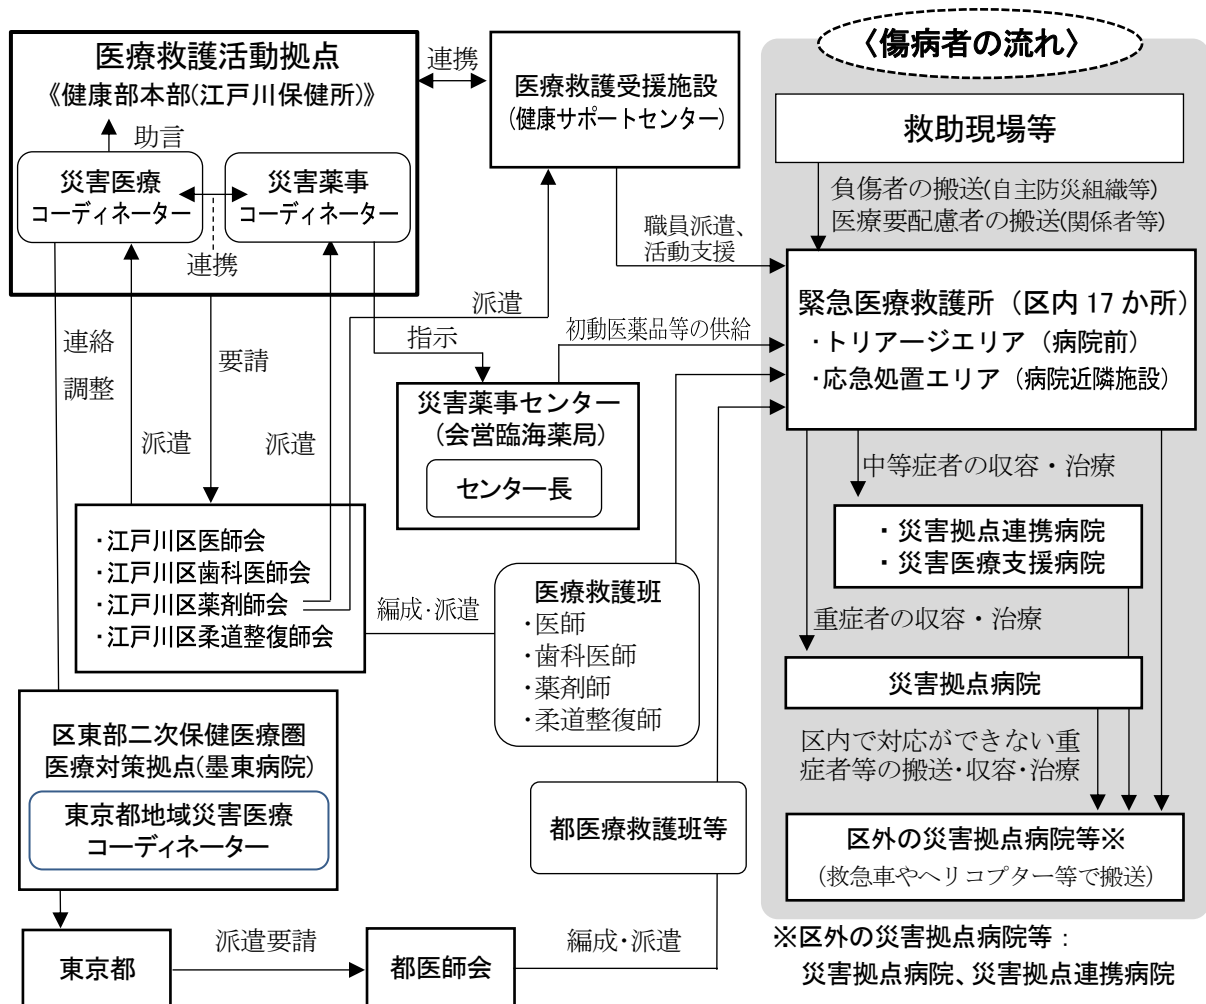 医療救護活動拠点
《健康部本部(江戸川保健所)》
助言
災害医療
コーディネーター
災害薬事
コーディネーター
連携
連携
医療救護受援施設
(健康サポートセンター)
職員派遣、
活動支援
派遣
指示
初動医薬品等の供給
連絡
調整
要請
派遣
派遣
災害薬事センター
(会営臨海薬局)
センター長
・江戸川区医師会
・江戸川区歯科医師会
・江戸川区薬剤師会
・江戸川区柔道整復師会
編成・派遣
医療救護班
・医師
・歯科医師
・薬剤師
・柔道整復師
区東部二次保健医療圏
医療対策拠点(墨東病院)
東京都地域災害医療
コーディネーター
都医療救護班等
東京都
派遣要請
都医師会
編成・派遣
〈傷病者の流れ〉
救助現場等
負傷者の搬送(自主防災組織等)
医療要配慮者の搬送(関係者等)
緊急医療救護所（区内 17 か所）
・トリアージエリア（病院前）
・応急処置エリア（病院近隣施設）
中等症者の収容・治療
・災害拠点連携病院
・災害医療支援病院
重症者の収容・治療
災害拠点病院
区内で対応ができない重
症者等の搬送・収容・治療
区外の災害拠点病院等※
(救急車やヘリコプター等で搬送)
※区外の災害拠点病院等：
災害拠点病院、災害拠点連携病院